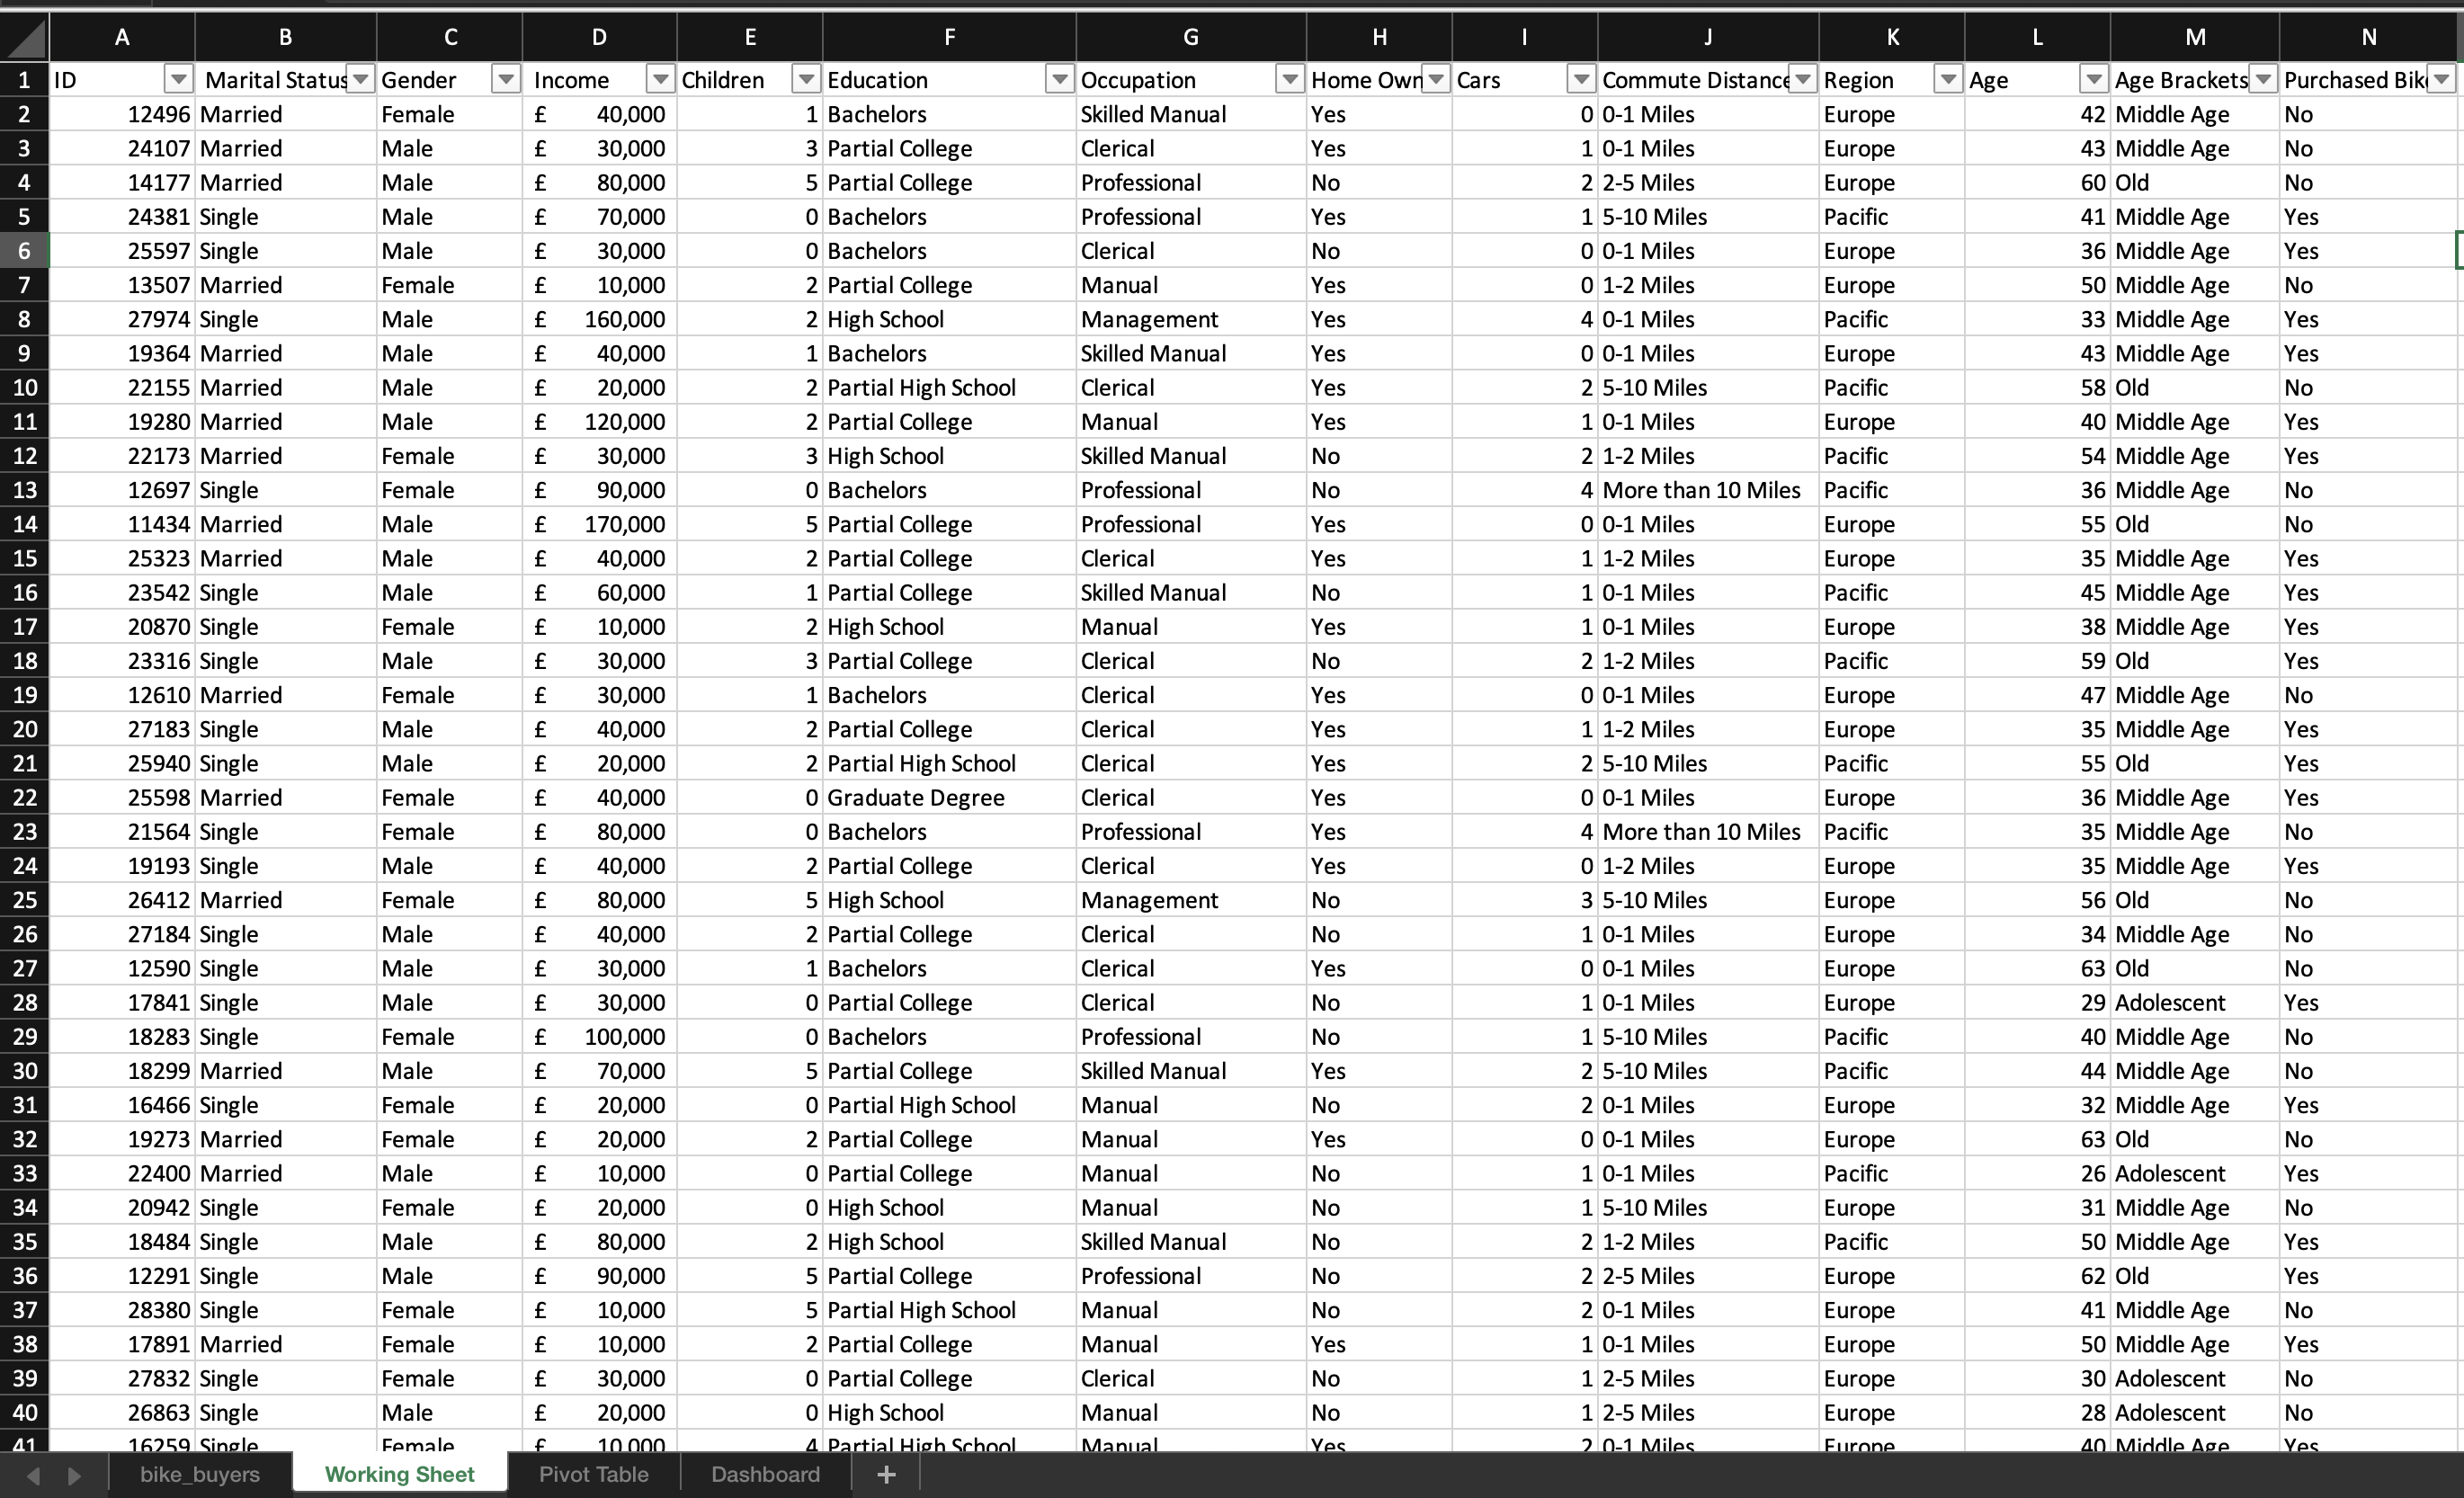 A B C D E F G H I J K L M N
1 ID Marital Status Gender Income Children Education Occupation Home Own Cars Commute Distance Region Age Age Brackets Purchased Bik
2 12496 Married Female £ 40,000 1 Bachelors Skilled Manual Yes 0 0-1 Miles Europe 42 Middle Age No
3 24107 Married Male £ 30,000 3 Partial College Clerical Yes 1 0-1 Miles Europe 43 Middle Age No
4 14177 Married Male £ 80,000 5 Partial College Professional No 2 2-5 Miles Europe 60 Old No
5 24381 Single Male £ 70,000 0 Bachelors Professional Yes 1 5-10 Miles Pacific 41 Middle Age Yes
6 25597 Single Male £ 30,000 0 Bachelors Clerical No 0 0-1 Miles Europe 36 Middle Age Yes
7 13507 Married Female £ 10,000 2 Partial College Manual Yes 0 1-2 Miles Europe 50 Middle Age No
8 27974 Single Male £ 160,000 2 High School Management Yes 4 0-1 Miles Pacific 33 Middle Age Yes
9 19364 Married Male £ 40,000 1 Bachelors Skilled Manual Yes 0 0-1 Miles Europe 43 Middle Age Yes
10 22155 Married Male £ 20,000 2 Partial High School Clerical Yes 2 5-10 Miles Pacific 58 Old No
11 19280 Married Male £ 120,000 2 Partial College Manual Yes 1 0-1 Miles Europe 40 Middle Age Yes
12 22173 Married Female £ 30,000 3 High School Skilled Manual No 2 1-2 Miles Pacific 54 Middle Age Yes
13 12697 Single Female £ 90,000 0 Bachelors Professional No 4 More than 10 Miles Pacific 36 Middle Age No
14 11434 Married Male £ 170,000 5 Partial College Professional Yes 0 0-1 Miles Europe 55 Old No
15 25323 Married Male £ 40,000 2 Partial College Clerical Yes 1 1-2 Miles Europe 35 Middle Age Yes
16 23542 Single Male £ 60,000 1 Partial College Skilled Manual No 1 0-1 Miles Pacific 45 Middle Age Yes
17 20870 Single Female £ 10,000 2 High School Manual Yes 1 0-1 Miles Europe 38 Middle Age Yes
18 23316 Single Male £ 30,000 3 Partial College Clerical No 2 1-2 Miles Pacific 59 Old Yes
19 12610 Married Female £ 30,000 1 Bachelors Clerical Yes 0 0-1 Miles Europe 47 Middle Age No
20 27183 Single Male £ 40,000 2 Partial College Clerical Yes 1 1-2 Miles Europe 35 Middle Age Yes
21 25940 Single Male £ 20,000 2 Partial High School Clerical Yes 2 5-10 Miles Pacific 55 Old Yes
22 25598 Married Female £ 40,000 0 Graduate Degree Clerical Yes 0 0-1 Miles Europe 36 Middle Age Yes
23 21564 Single Female £ 80,000 0 Bachelors Professional Yes 4 More than 10 Miles Pacific 35 Middle Age No
24 19193 Single Male £ 40,000 2 Partial College Clerical Yes 0 1-2 Miles Europe 35 Middle Age Yes
25 26412 Married Female £ 80,000 5 High School Management No 3 5-10 Miles Europe 56 Old No
26 27184 Single Male £ 40,000 2 Partial College Clerical No 1 0-1 Miles Europe 34 Middle Age No
27 12590 Single Male £ 30,000 1 Bachelors Clerical Yes 0 0-1 Miles Europe 63 Old No
28 17841 Single Male £ 30,000 0 Partial College Clerical No 1 0-1 Miles Europe 29 Adolescent Yes
29 18283 Single Female £ 100,000 0 Bachelors Professional No 1 5-10 Miles Pacific 40 Middle Age No
30 18299 Married Male £ 70,000 5 Partial College Skilled Manual Yes 2 5-10 Miles Pacific 44 Middle Age No
31 16466 Single Female £ 20,000 0 Partial High School Manual No 2 0-1 Miles Europe 32 Middle Age Yes
32 19273 Married Female £ 20,000 2 Partial College Manual Yes 0 0-1 Miles Europe 63 Old No
33 22400 Married Male £ 10,000 0 Partial College Manual No 1 0-1 Miles Pacific 26 Adolescent Yes
34 20942 Single Female £ 20,000 0 High School Manual No 1 5-10 Miles Europe 31 Middle Age No
35 18484 Single Male £ 80,000 2 High School Skilled Manual No 2 1-2 Miles Pacific 50 Middle Age Yes
36 12291 Single Male £ 90,000 5 Partial College Professional No 2 2-5 Miles Europe 62 Old Yes
37 28380 Single Female £ 10,000 5 Partial High School Manual No 2 0-1 Miles Europe 41 Middle Age No
38 17891 Married Female £ 10,000 2 Partial College Manual Yes 1 0-1 Miles Europe 50 Middle Age Yes
39 27832 Single Female £ 30,000 0 Partial College Clerical No 1 2-5 Miles Europe 30 Adolescent No
40 26863 Single Male £ 20,000 0 High School Manual No 1 2-5 Miles Europe 28 Adolescent No
41 16259 Single Female £ 10,000 4 Partial High School Manual Yes 2 0-1 Miles Europe 40 Middle Age Yes
bike_buyers Working Sheet Pivot Table Dashboard +